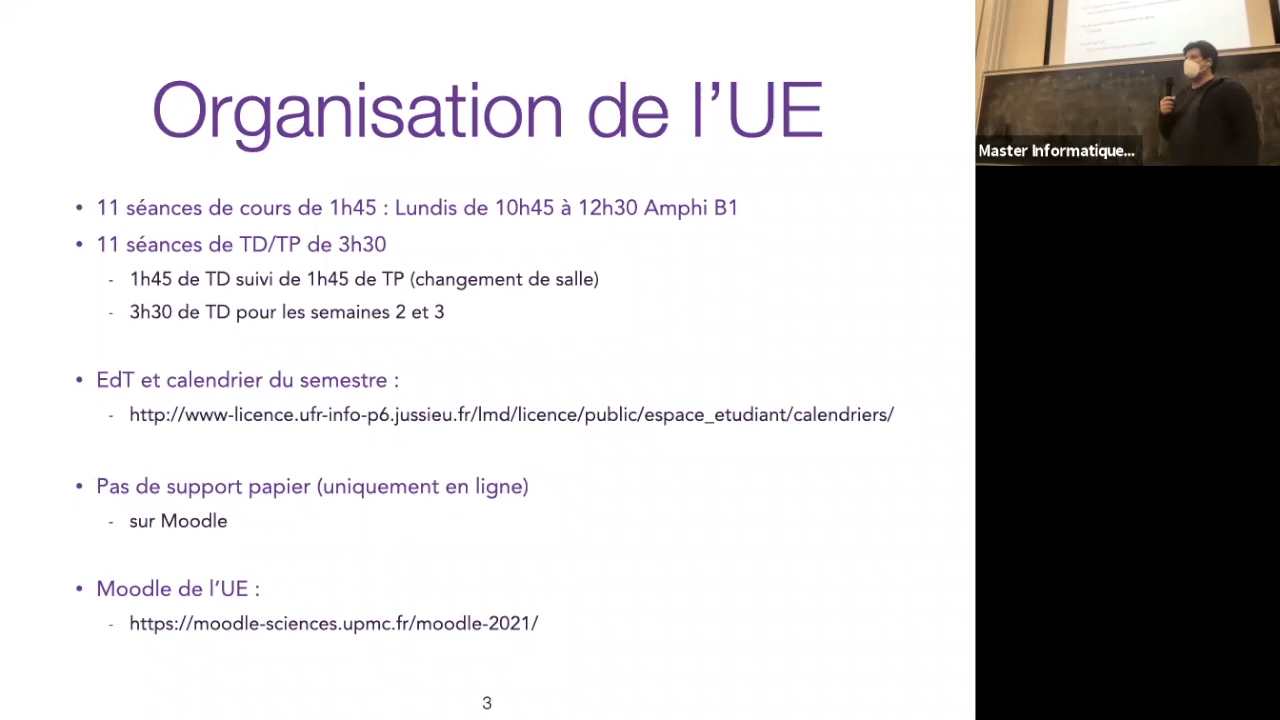 Organisation de l'UE
• 11 séances de cours de 1h45 : Lundis de 10h45 à 12h30 Amphi B1
• 11 séances de TD/TP de 3h30
- 1h45 de TD suivi de 1h45 de TP (changement de salle)
- 3h30 de TD pour les semaines 2 et 3
• EdT et calendrier du semestre :
- http://www-licence.ufr-info-p6.jussieu.fr/lmd/licence/public/espace_etudiant/calendriers/
• Pas de support papier (uniquement en ligne)
- sur Moodle
• Moodle de l'UE :
- https://moodle-sciences.upmc.fr/moodle-2021/
3
Master Informatique...